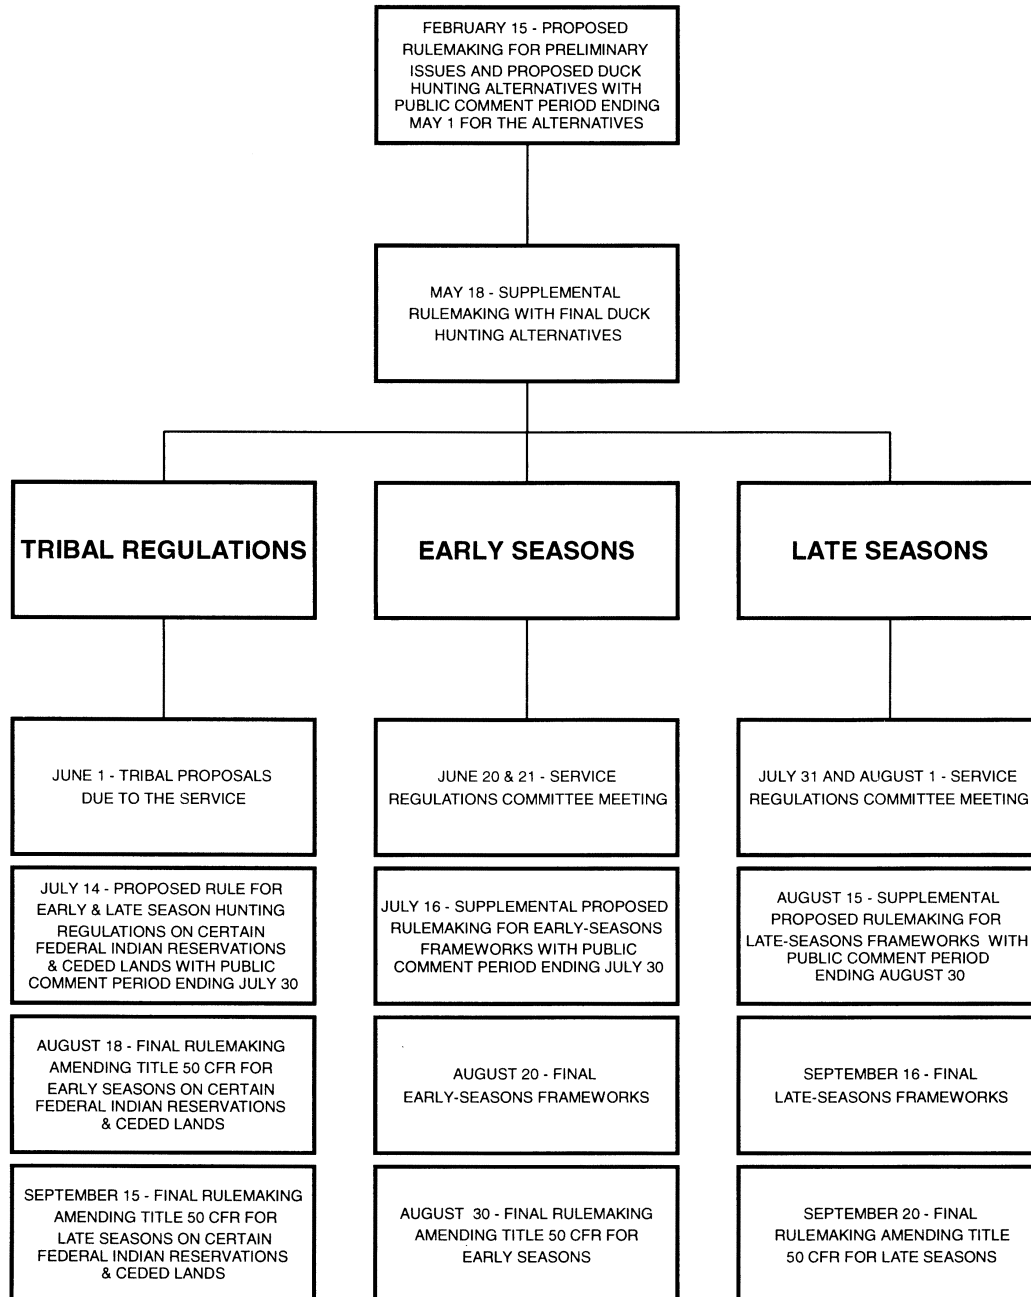 FEBRUARY 15 - PROPOSED
RULEMAKING FOR PRELIMINARY
ISSUES AND PROPOSED DUCK
HUNTING ALTERNATIVES WITH
PUBLIC COMMENT PERIOD ENDING
MAY 1 FOR THE ALTERNATIVES
MAY 18 - SUPPLEMENTAL
RULEMAKING WITH FINAL DUCK
HUNTING ALTERNATIVES
TRIBAL REGULATIONS
JUNE 1 - TRIBAL PROPOSALS
DUE TO THE SERVICE
JULY 14 - PROPOSED RULE FOR
EARLY & LATE SEASON HUNTING
REGULATIONS ON CERTAIN
FEDERAL INDIAN RESERVATIONS
& CEDED LANDS WITH PUBLIC
COMMENT PERIOD ENDING JULY 30
AUGUST 18 - FINAL RULEMAKING
AMENDING TITLE 50 CFR FOR
EARLY SEASONS ON CERTAIN
FEDERAL INDIAN RESERVATIONS
& CEDED LANDS
SEPTEMBER 15 - FINAL RULEMAKING
AMENDING TITLE 50 CFR FOR
LATE SEASONS ON CERTAIN
FEDERAL INDIAN RESERVATIONS
& CEDED LANDS
EARLY SEASONS
JUNE 20 & 21 - SERVICE
REGULATIONS COMMITTEE MEETING
JULY 16 - SUPPLEMENTAL PROPOSED
RULEMAKING FOR EARLY-SEASONS
FRAMEWORKS WITH PUBLIC
COMMENT PERIOD ENDING JULY 30
AUGUST 20 - FINAL
EARLY-SEASONS FRAMEWORKS
AUGUST 30 - FINAL RULEMAKING
AMENDING TITLE 50 CFR FOR
EARLY SEASONS
LATE SEASONS
JULY 31 AND AUGUST 1 - SERVICE
REGULATIONS COMMITTEE MEETING
AUGUST 15 - SUPPLEMENTAL
PROPOSED RULEMAKING FOR
LATE-SEASONS FRAMEWORKS WITH
PUBLIC COMMENT PERIOD
ENDING AUGUST 30
SEPTEMBER 16 - FINAL
LATE-SEASONS FRAMEWORKS
SEPTEMBER 20 - FINAL
RULEMAKING AMENDING TITLE
50 CFR FOR LATE SEASONS